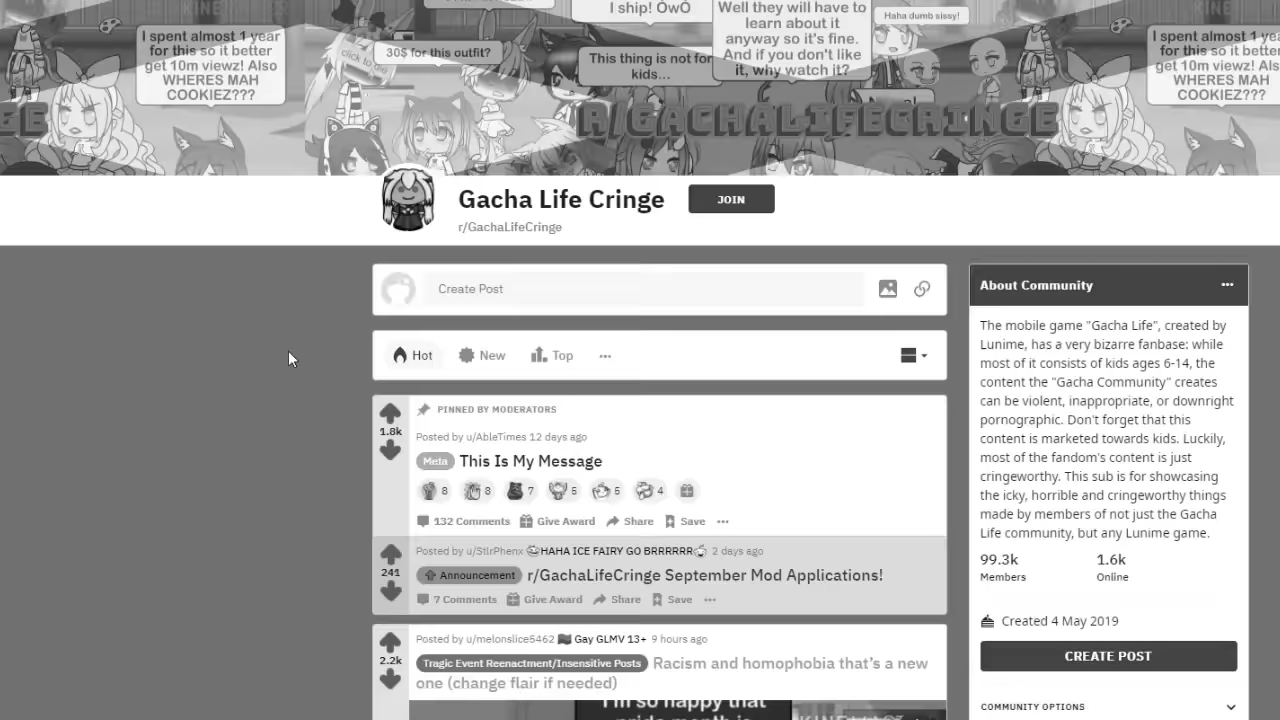 I ship! OwO
Well they will have to
learn about it
anyway so it's fine.
And if you don't like
it, why watch it?
Haha dumb sissy!
I spent almost 1 year
for this so it better
get 10m viewz! Also
WHERES MAH
COOKIEZ???
click to die
30$ for this outfit?
This thing is not for
kids...
I spent almost 1 year
for this so it bette
get 10m viewz! Als
WHERES MAH
COOKIEZ???
R/GACHALIFECRINGE
Gacha Life Cringe
JOIN
r/GachaLifeCringe
Create Post
Hot
New
Top
PINNED BY MODERATORS
1.8k
Posted by u/AbleTimes 12 days ago
Meta This Is My Message
8 8 7 5 5 4
132 Comments Give Award Share Save
Posted by u/StlrPhenx HAHA ICE FAIRY GO BRRRRRR 2 days ago
241
Announcement r/GachaLifeCringe September Mod Applications!
7 Comments Give Award Share Save
Posted by u/melonslice5462 Gay GLMV 13+ 9 hours ago
2.2k
Tragic Event Reenactment/Insensitive Posts Racism and homophobia that's a new
one (change flair if needed)
I'm so happy that
pride month is
About Community
The mobile game "Gacha Life", created by
Lunime, has a very bizarre fanbase: while
most of it consists of kids ages 6-14, the
content the "Gacha Community" creates
can be violent, inappropriate, or downright
pornographic. Don't forget that this
content is marketed towards kids. Luckily,
most of the fandom's content is just
cringeworthy. This sub is for showcasing
the icky, horrible and cringeworthy things
made by members of not just the Gacha
Life community, but any Lunime game.
99.3k
Members
1.6k
Online
Created 4 May 2019
CREATE POST
COMMUNITY OPTIONS